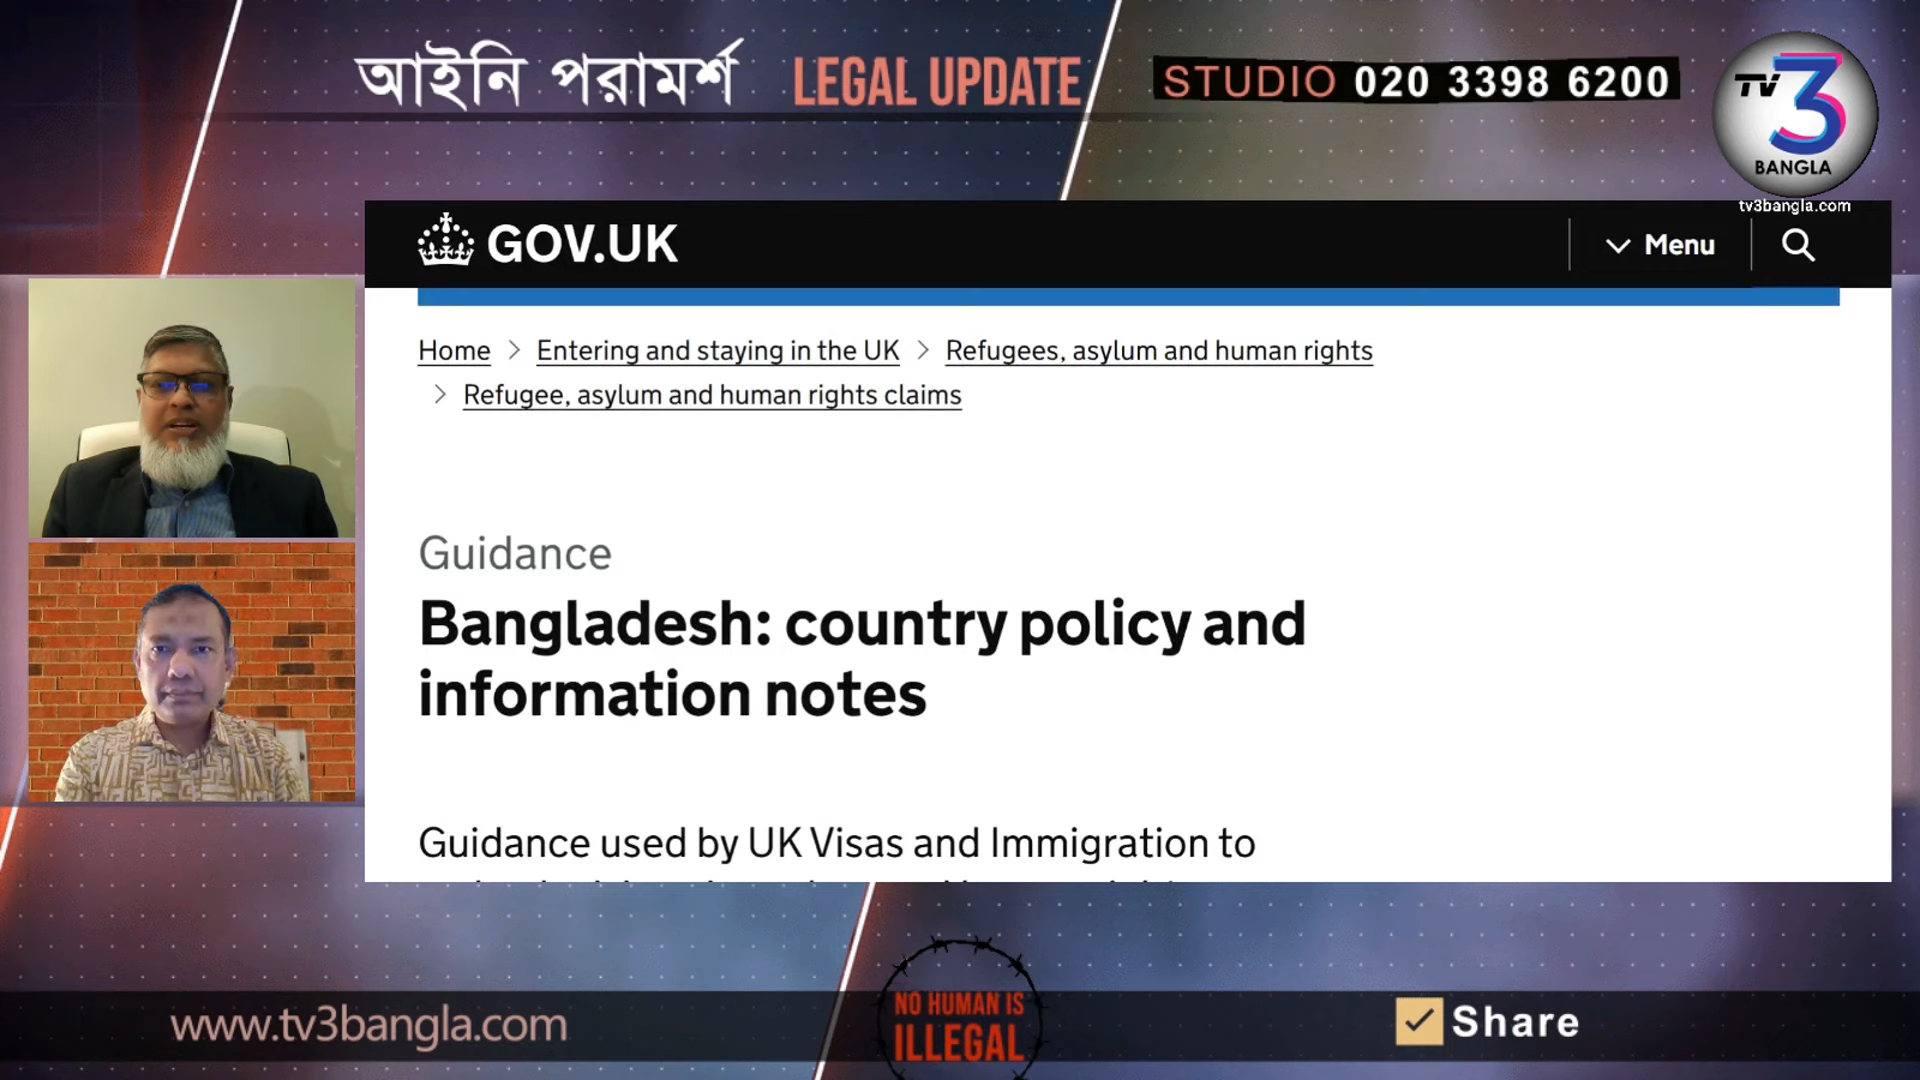 আইনি পরামর্শ LEGAL UPDATE
STUDIO 020 3398 6200
TV3
BANGLA
tv3bangla.com
GOV.UK
Menu
Home > Entering and staying in the UK > Refugees, asylum and human rights
> Refugee, asylum and human rights claims
Guidance
Bangladesh: country policy and
information notes
Guidance used by UK Visas and Immigration to
www.tv3bangla.com
NO HUMAN IS
ILLEGAL
Share